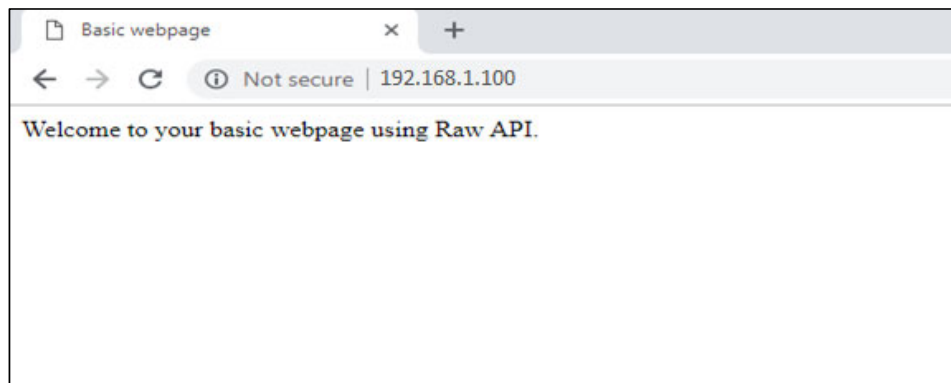 Basic webpage
Not secure | 192.168.1.100
Welcome to your basic webpage using Raw API.